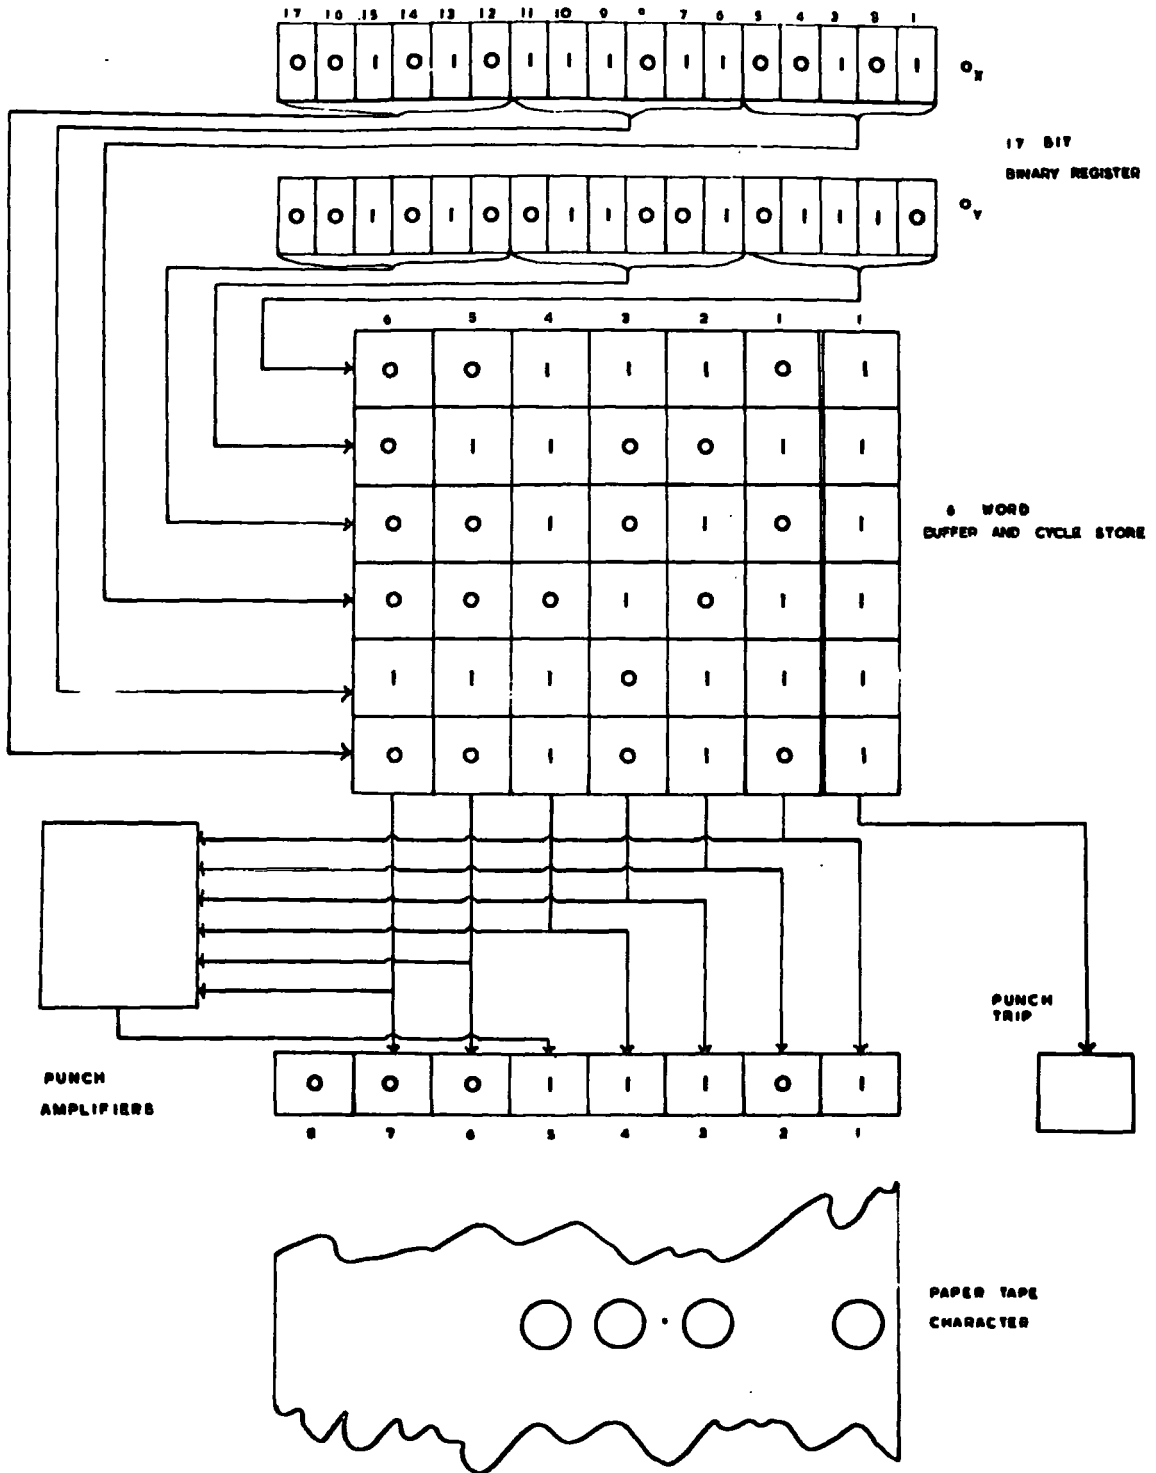 17 16 15 14 13 12 11 10 9 8 7 6 5 4 3 2 1
0 0 1 0 1 0 1 1 1 0 1 1 0 0 1 0 1 O X
17 BIT
BINARY REGISTER
0 0 1 0 1 0 0 1 1 0 0 1 0 1 1 1 0 O Y
6 5 4 3 2 1 1
0 0 1 1 1 0 1
0 1 1 0 0 1 1
0 0 1 0 1 0 1
6 WORD
BUFFER AND CYCLE STORE
0 0 0 1 0 1 1
1 1 1 0 1 1 1
0 0 1 0 1 0 1
PUNCH
TRIP
PUNCH
AMPLIFIERS
0 0 0 1 1 1 0 1
8 7 6 5 4 3 2 1
PAPER TAPE
CHARACTER